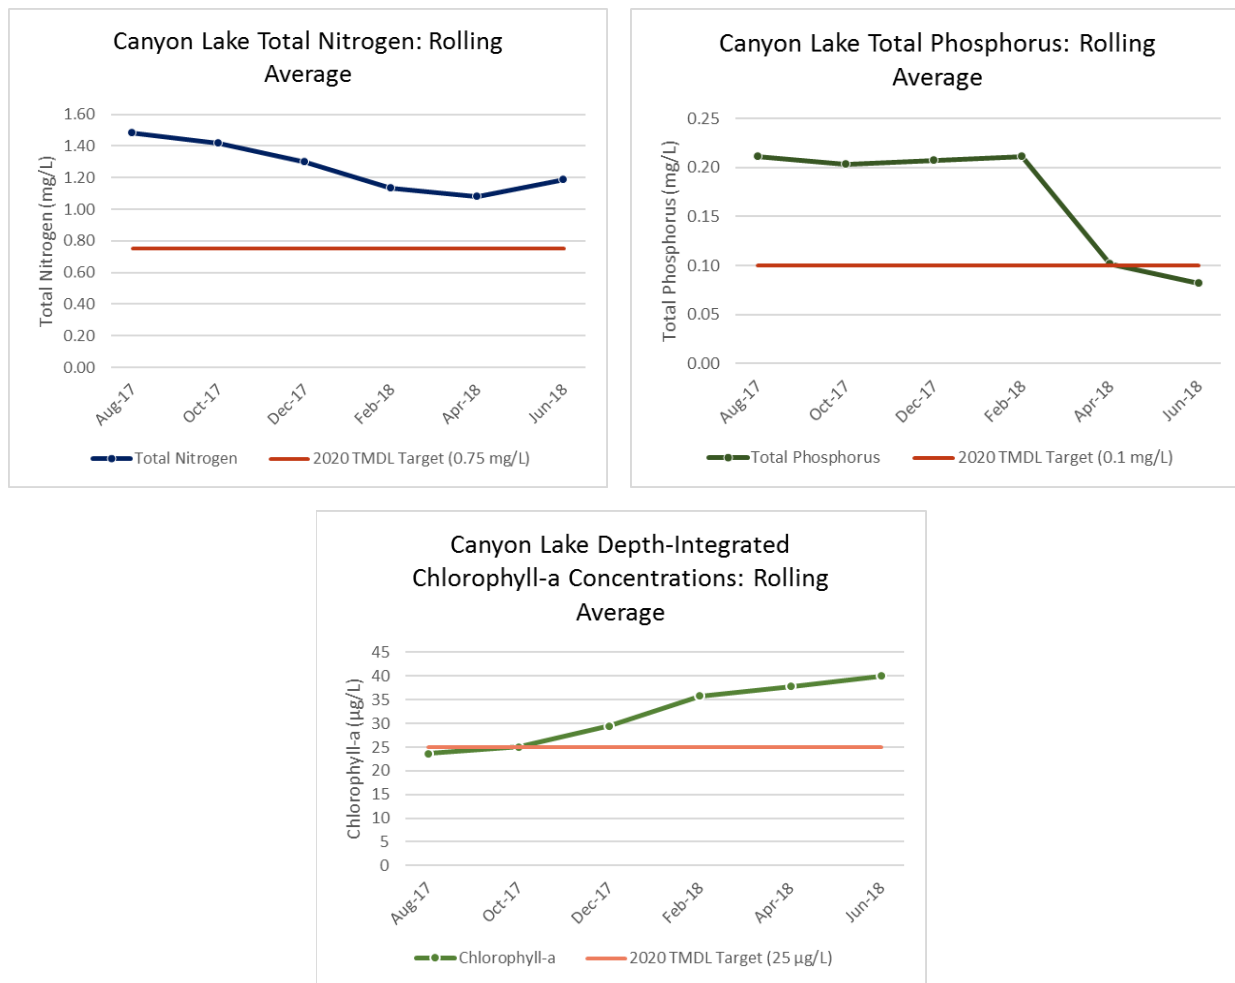 Canyon Lake Total Nitrogen: Rolling
Average
Total Nitrogen (mg/L)
1.60
1.40
1.20
1.00
0.80
0.60
0.40
0.20
0.00
Aug-17
Oct-17
Dec-17
Feb-18
Apr-18
Jun-18
Total Nitrogen
2020 TMDL Target (0.75 mg/L)
Canyon Lake Total Phosphorus: Rolling
Average
Total Phosphorus (mg/L)
0.25
0.20
0.15
0.10
0.05
0.00
Aug-17
Oct-17
Dec-17
Feb-18
Apr-18
Jun-18
Total Phosphorus
2020 TMDL Target (0.1 mg/L)
Canyon Lake Depth-Integrated
Chlorophyll-a Concentrations: Rolling
Average
Chlorophyll-a (µg/L)
45
40
35
30
25
20
15
10
5
0
Aug-17
Oct-17
Dec-17
Feb-18
Apr-18
Jun-18
Chlorophyll-a
2020 TMDL Target (25 µg/L)